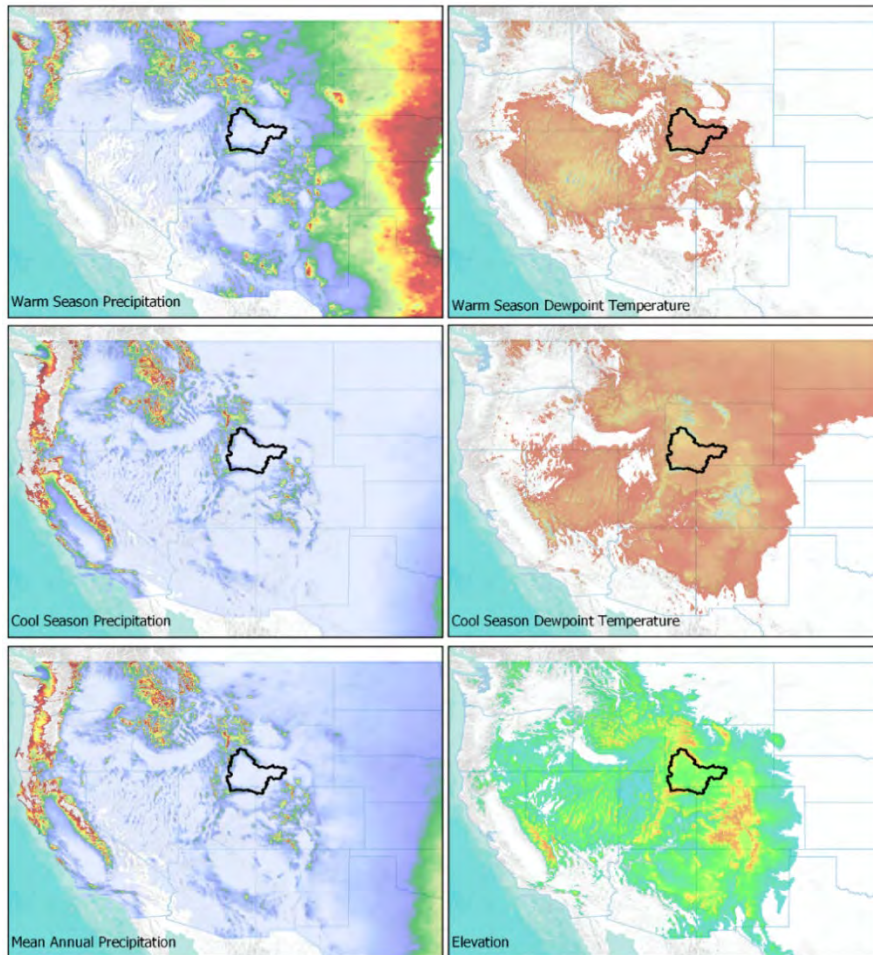 Warm Season Precipitation
Warm Season Dewpoint Temperature
Cool Season Precipitation
Cool Season Dewpoint Temperature
Mean Annual Precipitation
Elevation